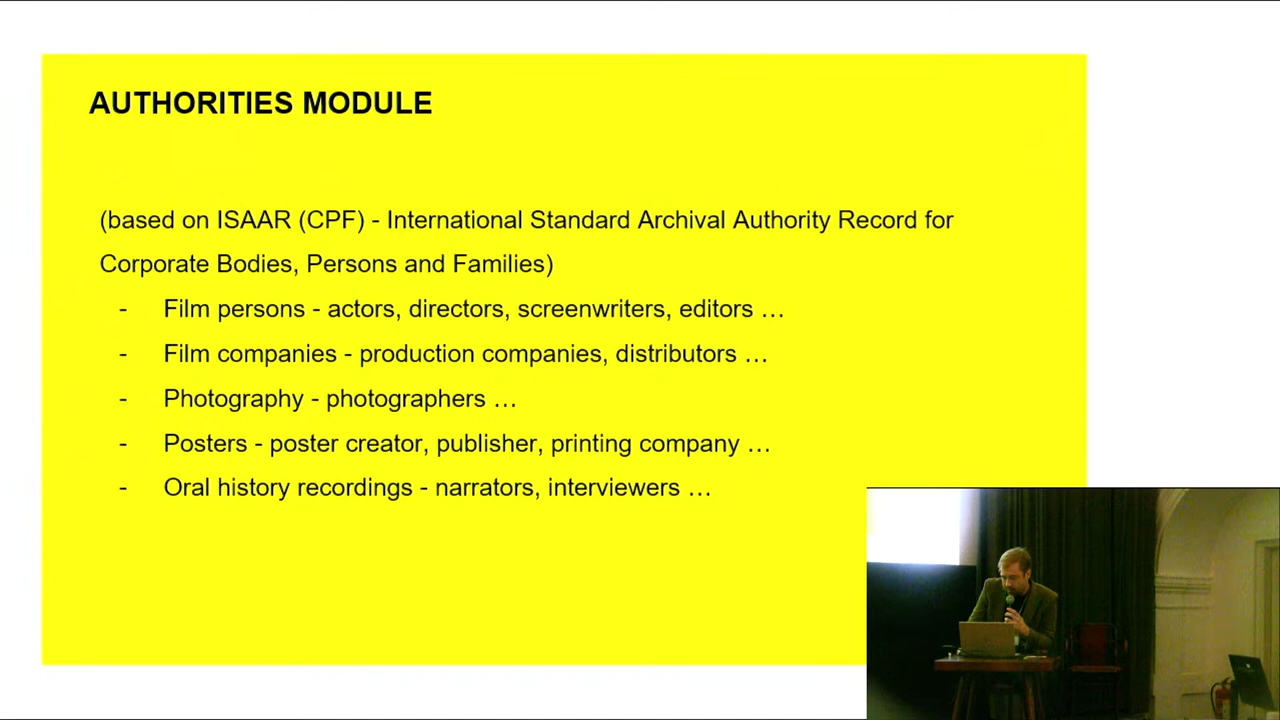 AUTHORITIES MODULE
(based on ISAAR (CPF) - International Standard Archival Authority Record for
Corporate Bodies, Persons and Families)
- Film persons - actors, directors, screenwriters, editors …
- Film companies - production companies, distributors …
- Photography - photographers …
- Posters - poster creator, publisher, printing company …
- Oral history recordings - narrators, interviewers …